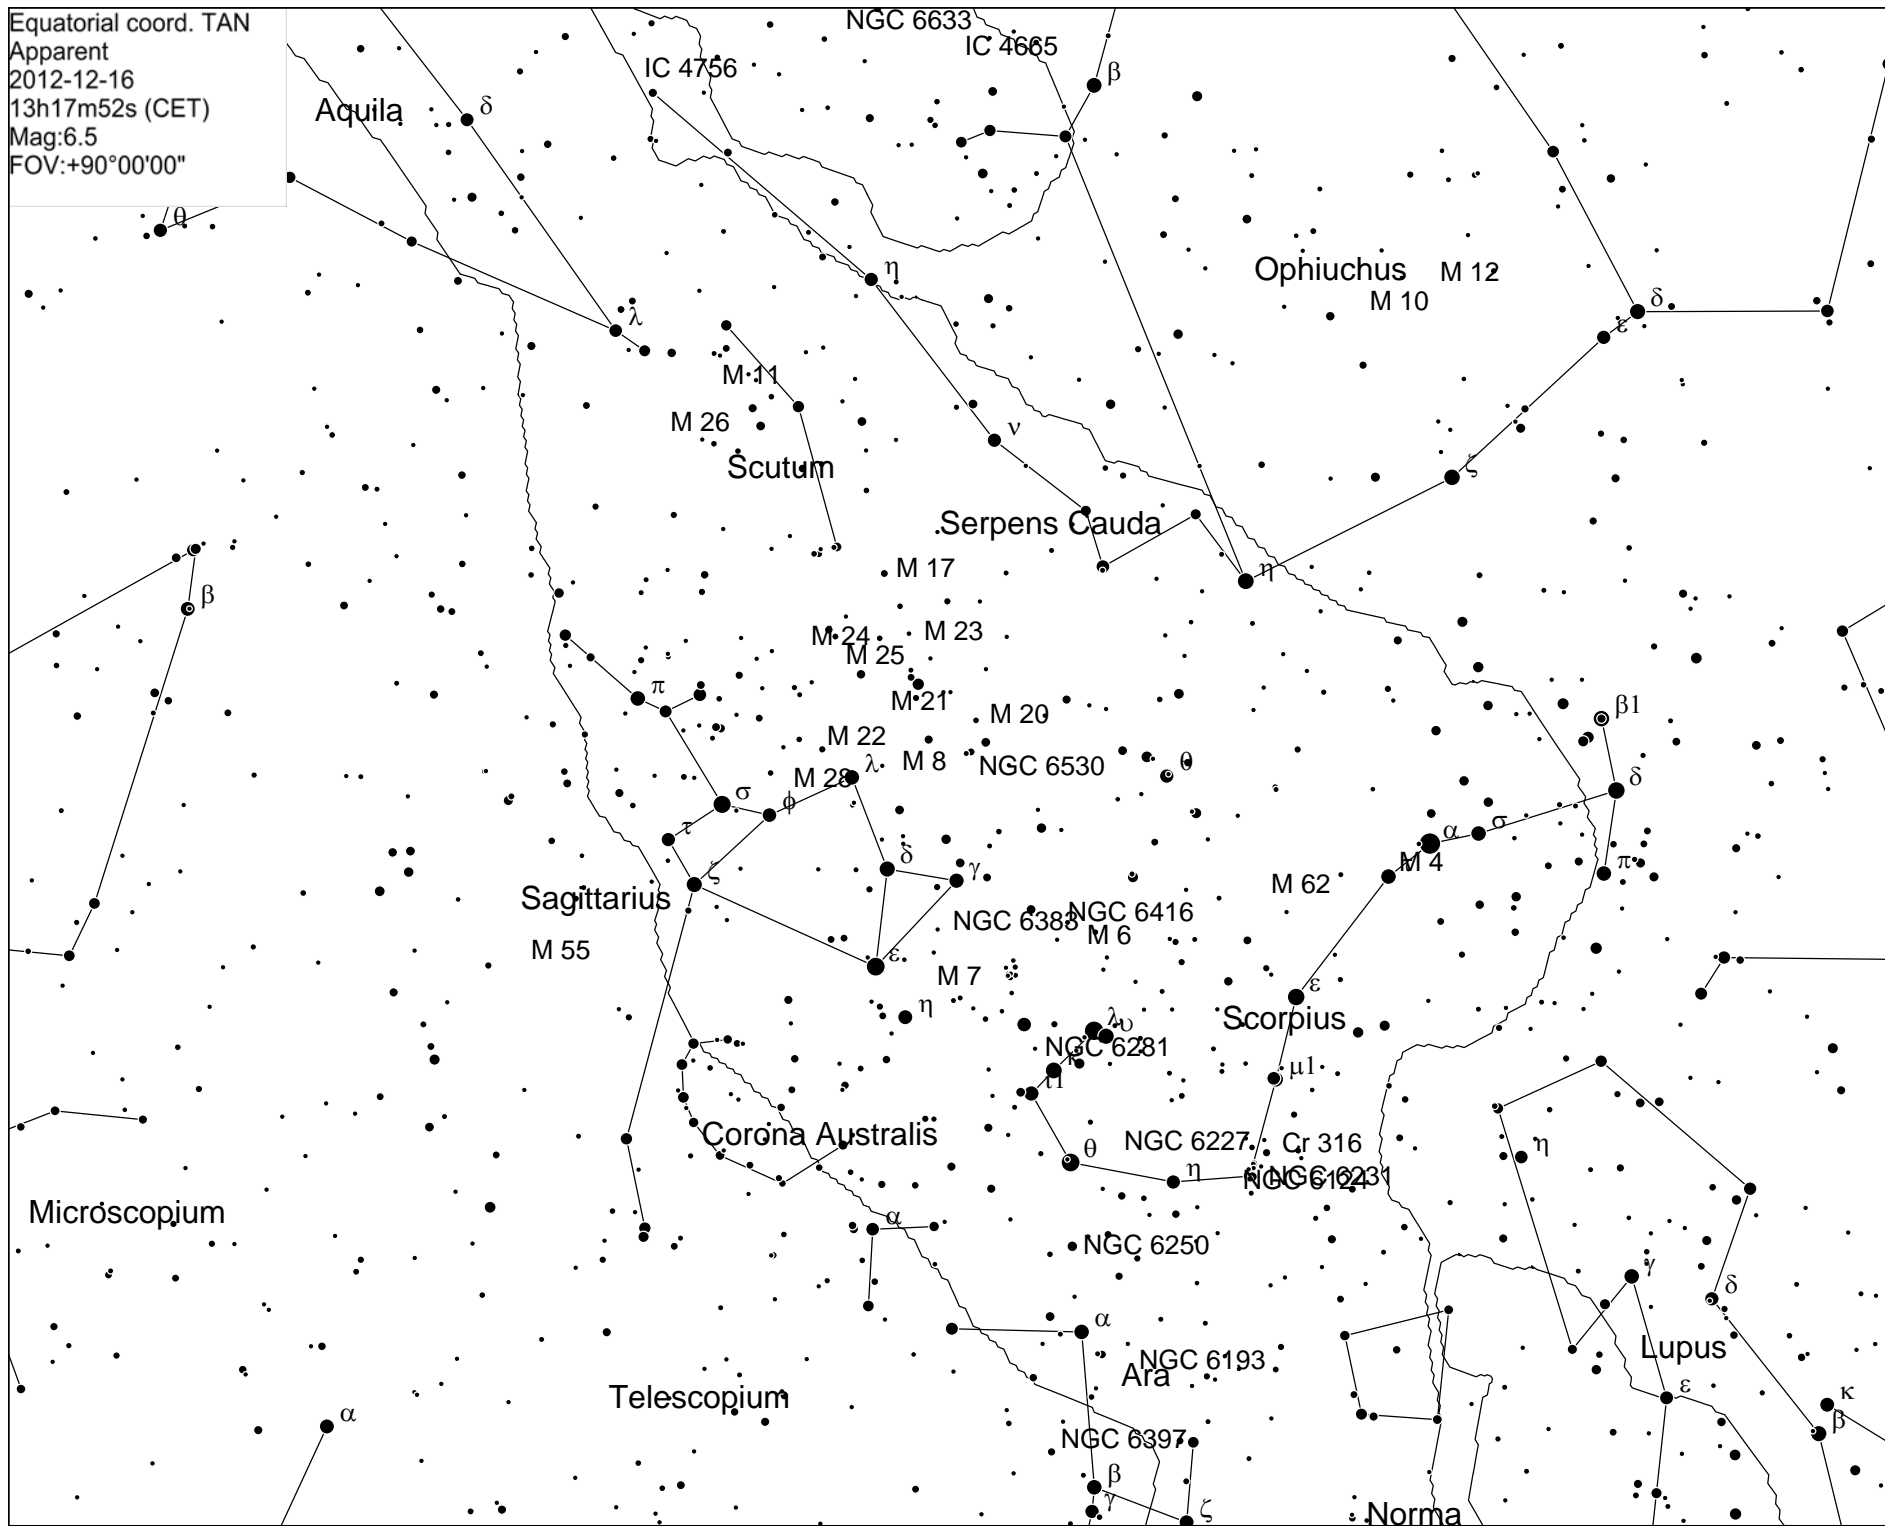 Equatorial coord. TAN
Apparent
2012-12-16
13h17m52s (CET)
Mag:6.5
FOV:+90°00'00"
NGC 6633
IC 4665
IC 4756
β
Aquila
δ
θ
η
Ophiuchus
M 12
M 10
δ
ε
λ
M 11
M 26
ν
Scutum
ζ
Serpens Cauda
M 17
η
β
M 24
M 23
M 25
π
M 21
M 20
β1
M 22
M 8
NGC 6530
θ
λ
M 28
δ
σ
φ
τ
α
σ
δ
γ
M 4
π
ζ
M 62
Sagittarius
NGC 6383
NGC 6416
M 6
M 55
ε
M 7
ε
η
λ
υ
Scorpius
NGC 6281
κ
ι1
μ1
Corona Australis
θ
NGC 6227
Cr 316
η
η
NGC 6124
NGC 6231
Microscopium
α
NGC 6250
γ
δ
α
Lupus
NGC 6193
Ara
Telescopium
ε
κ
α
β
NGC 6397
β
γ
ζ
Norma